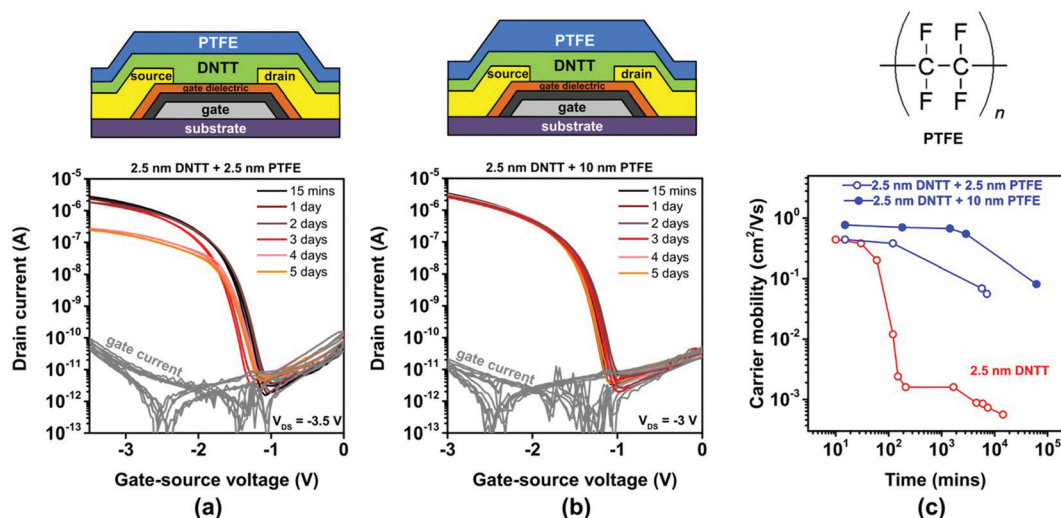 PTFE
DNTT
source
drain
gate dielectric
gate
substrate
2.5 nm DNTT + 2.5 nm PTFE
10⁻⁵
10⁻⁶
10⁻⁷
10⁻⁸
10⁻⁹
10⁻¹⁰
10⁻¹¹
10⁻¹²
10⁻¹³
Drain current (A)
15 mins
1 day
2 days
3 days
4 days
5 days
gate current
V_DS = -3.5 V
-3
-2
-1
0
Gate-source voltage (V)
(a)
PTFE
DNTT
source
drain
gate dielectric
gate
substrate
2.5 nm DNTT + 10 nm PTFE
10⁻⁵
10⁻⁶
10⁻⁷
10⁻⁸
10⁻⁹
10⁻¹⁰
10⁻¹¹
10⁻¹²
10⁻¹³
Drain current (A)
15 mins
1 day
2 days
3 days
4 days
5 days
gate current
V_DS = -3 V
-3
-2
-1
0
Gate-source voltage (V)
(b)
F F
C C
F F
n
PTFE
2.5 nm DNTT + 2.5 nm PTFE
2.5 nm DNTT + 10 nm PTFE
10⁰
10⁻¹
10⁻²
10⁻³
Carrier mobility (cm²/Vs)
2.5 nm DNTT
10¹ 10² 10³ 10⁴ 10⁵
Time (mins)
(c)